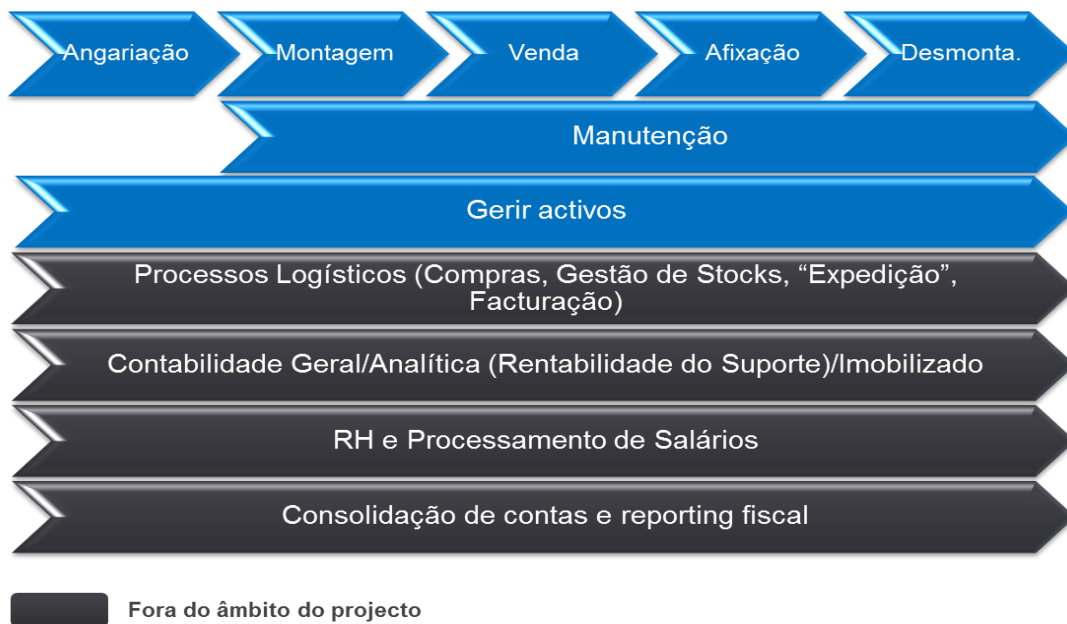 Angariação
Montagem
Venda
Afixação
Desmonta.
Manutenção
Gerir activos
Processos Logísticos (Compras, Gestão de Stocks, “Expedição”,
Facturação)
Contabilidade Geral/Analítica (Rentabilidade do Suporte)/Imobilizado
RH e Processamento de Salários
Consolidação de contas e reporting fiscal
Fora do âmbito do projecto